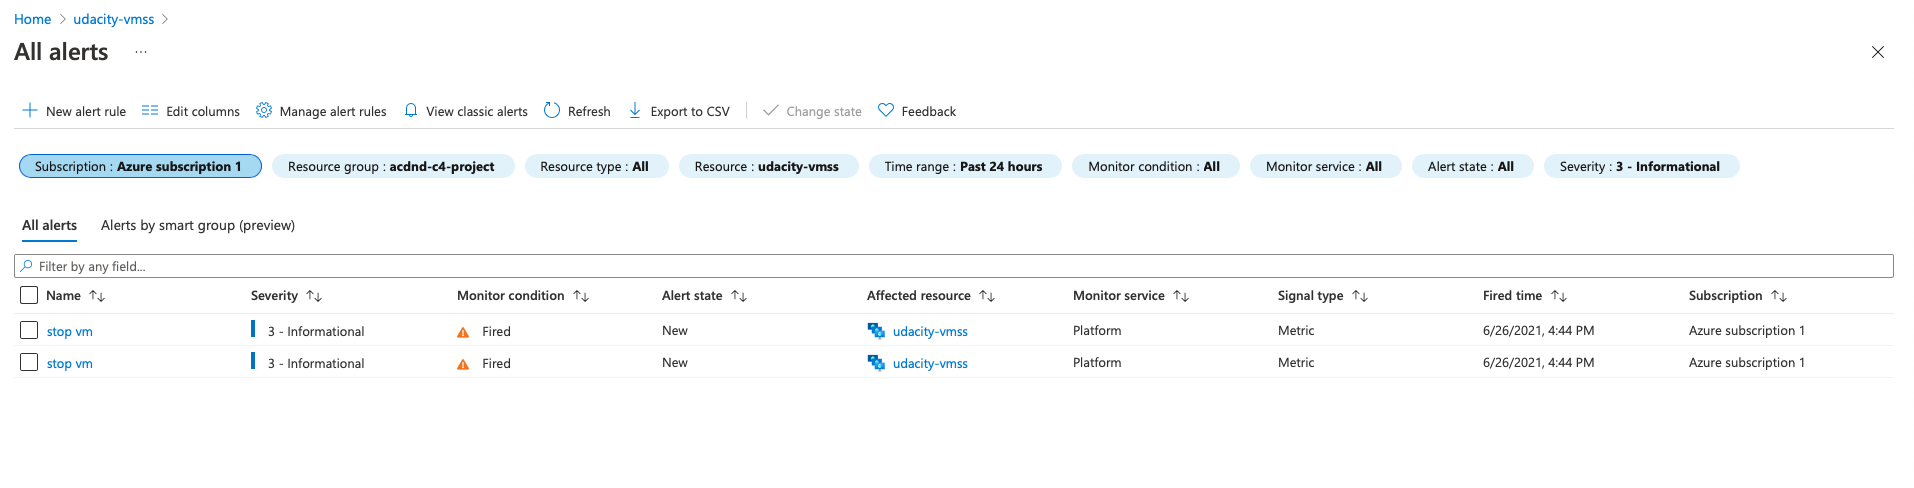 Home > udacity-vmss >
All alerts ...
New alert rule Edit columns Manage alert rules View classic alerts Refresh Export to CSV Change state Feedback
Subscription : Azure subscription 1 Resource group : acdnd-c4-project Resource type : All Resource : udacity-vmss Time range : Past 24 hours Monitor condition : All Monitor service : All Alert state : All Severity : 3 - Informational
All alerts Alerts by smart group (preview)
Filter by any field...
Name ↑↓ Severity ↑↓ Monitor condition ↑↓ Alert state ↑↓ Affected resource ↑↓ Monitor service ↑↓ Signal type ↑↓ Fired time ↑↓ Subscription ↑↓
stop vm 3 - Informational Fired New udacity-vmss Platform Metric 6/26/2021, 4:44 PM Azure subscription 1
stop vm 3 - Informational Fired New udacity-vmss Platform Metric 6/26/2021, 4:44 PM Azure subscription 1